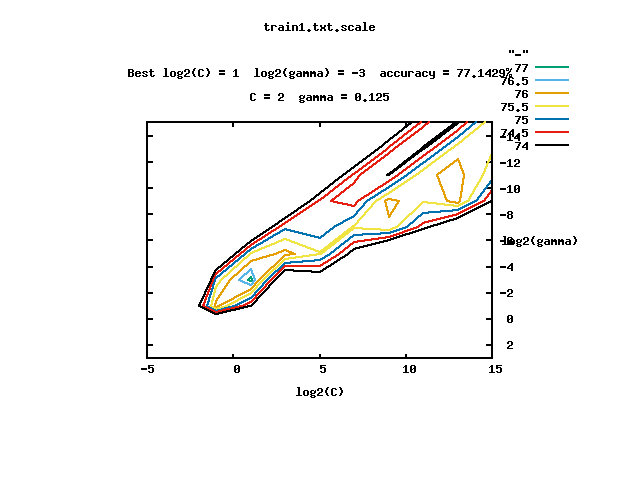 train1.txt.scale
"-"
Best log2(C) = 1  log2(gamma) = -3  accuracy = 77.1429%
77
76.5
C = 2  gamma = 0.125
76
75.5
75
74.5
-14
74
-12
-10
-8
-6
log2(gamma)
-4
-2
0
2
-5 0 5 10 15
log2(C)